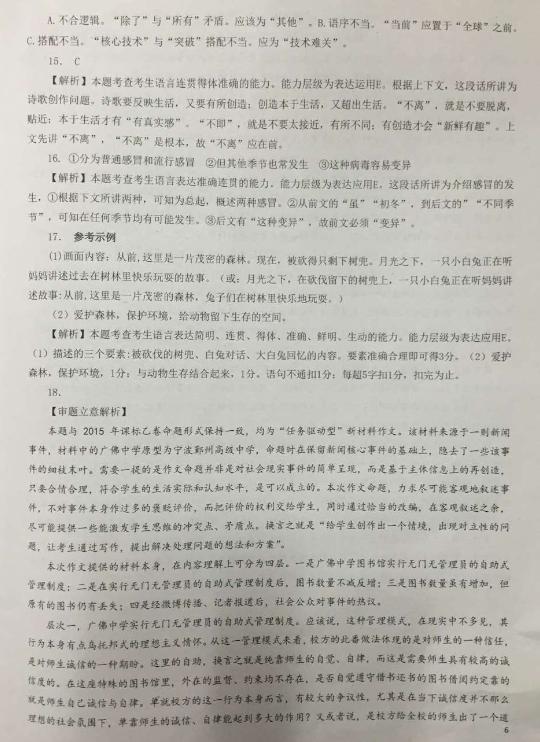 A.不合逻辑。“除了”与“所有”矛盾。应该为“其他”。B.语序不当。“当前”应置于“全球”之前。
C.搭配不当。“核心技术”与“突破”搭配不当。应为“技术难关”。
15. C
【解析】本题考查考生语言连贯得体准确的能力。能力层级为表达运用E。根据上下文，这段话所讲为
诗歌创作问题。诗歌要反映生活，又要有所创造；创造本于生活，又超出生活。“不离”，就是不要脱离，
贴近；本于生活才有“有真实感”。“不即”，就是不要太接近，有所不同；有创造才会“新鲜有趣”。上
文先讲“不离”，“不离”是根本，故“不离”应在前。
16. ①分为普通感冒和流行感冒 ②但其他季节也常发生 ③这种病毒容易变异
【解析】本题考查考生语言表达准确连贯的能力。能力层级为表达应用E。这段话所讲为介绍感冒的发
生，①根据下文所讲两种，可知为总起，概述两种感冒。②从前文的“虽”“初冬”，到后文的”“不同季
节”，可知在任何季节均有可能发生。③后文有“这种变异”，故前文必须“变异”。
17. 参考示例
(1)画面内容：从前,这里是一片茂密的森林。现在，被砍得只剩下树兜。月光之下，一只小白兔正在听
妈妈讲述过去在树林里快乐玩耍的故事。（或：月光之下，在砍伐留下的树兜上，一只小白兔正在听妈妈讲
述故事:从前,这里是一片茂密的森林，兔子们在树林里快乐地玩耍。）
（2）爱护森林，保护环境，给动物留下生存的空间。
【解析】本题考查考生语言表达简明、连贯、得体、准确、鲜明、生动的能力。能力层级为表达应用E。
（1）描述的三个要素:被砍伐的树兜、白兔对话、大白兔回忆的内容。要素准确合理即可得3分。（2）爱护
森林，保护环境，1分；与动物生存结合起来，1分。语句不通扣1分；每超5字扣1分，扣完为止。
18.
【审题立意解析】
本题与 2015 年课标乙卷命题形式保持一致，均为“任务驱动型”新材料作文。该材料来源于一则新闻
事件，材料中的广佛中学原型为宁波鄞州高级中学，命题时在保留新闻核心事件的基础上，隐去了一些该事
件的细枝末叶。需要一提的是作文命题并非是对社会现实事件的简单呈现，而是基于主体信息上的再创造，
只要合情合理，符合学生的生活实际和认知水平，是可以成立的。本次作文命题，力求尽可能客观地叙述事
件，不对事件本身作过多的褒贬评价，而把评价的权利交给学生，同时通过恰当的改编，在客观叙述之余，
尽可能提供一些能激发学生思维的冲突点、矛盾点。换言之就是“给学生创作出一个情境，出现对立性的问
题，让考生通过写作，提出解决处理问题的想法和方案”。
本次作文提供的材料本身，在内容理解上可分为四层。一是广佛中学图书馆实行无门无管理员的自助式
管理制度；二是在实行无门无管理员的自助式管理制度后，图书数量不减反增；三是图书数量虽有增加，但
原有的图书仍有丢失；四是经微博传播、记者报道后，社会公众对事件的热议。
层次一，广佛中学实行无门无管理员的自助式管理制度。应该说，这种管理模式，在现实中不多见，其
行为本身有点乌托邦式的理想主义情怀。从这一管理模式来看，校方的此番做法体现的是对师生的一种信任，
是对师生诚信的一种期盼。这里的自助，换言之就是纯靠师生的自觉、自律，而这是需要师生具有较高的诚
信度的。在这座特殊的图书馆里，外在的监督、约束均不存在，是否自觉遵守借书还书的图书借阅约定靠的
就是师生自己诚信与自律。单就校方的这一行为本身而言，有较大的争议性，尤其是在当下诚信度并不那么
理想的社会氛围下，单靠师生的诚信、自律能起到多大的作用？又或者说，是校方给全校的师生出了一个道
6